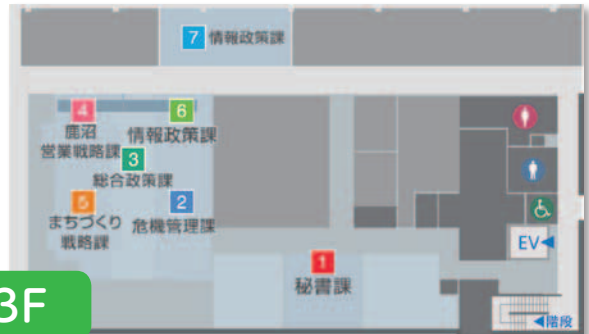 7 情報政策課
4
鹿沼
営業戦略課
6
情報政策課
3
総合政策課
5
まちづくり
戦略課
2
危機管理課
1
秘書課
EV◀
◀階段
3F